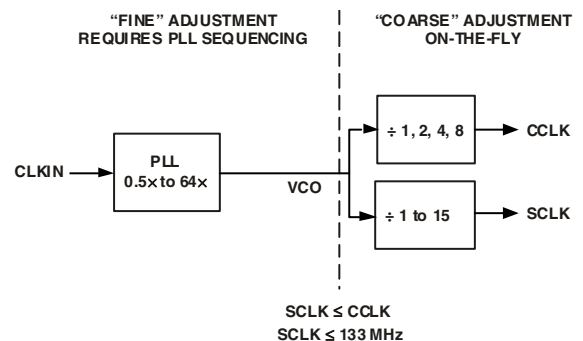 “FINE” ADJUSTMENT
REQUIRES PLL SEQUENCING
“COARSE” ADJUSTMENT
ON-THE-FLY
CLKIN
PLL
0.5× to 64×
VCO
÷ 1, 2, 4, 8
CCLK
÷ 1 to 15
SCLK
SCLK ≤ CCLK
SCLK ≤ 133 MHz